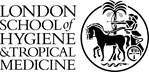 LONDON
SCHOOL of
HYGIENE
& TROPICAL
MEDICINE